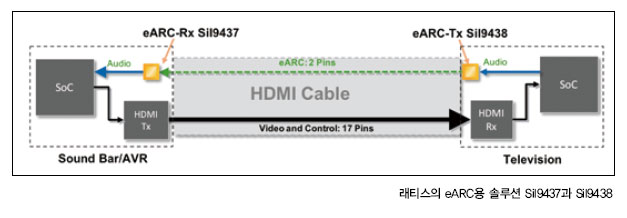 eARC-Rx SiI9437
eARC-Tx SiI9438
Audio
eARC: 2 Pins
Audio
SoC
HDMI Cable
SoC
HDMI
Tx
HDMI
Rx
Video and Control: 17 Pins
Sound Bar/AVR
Television
래티스의 eARC용 솔루션 SiI9437과 SiI9438